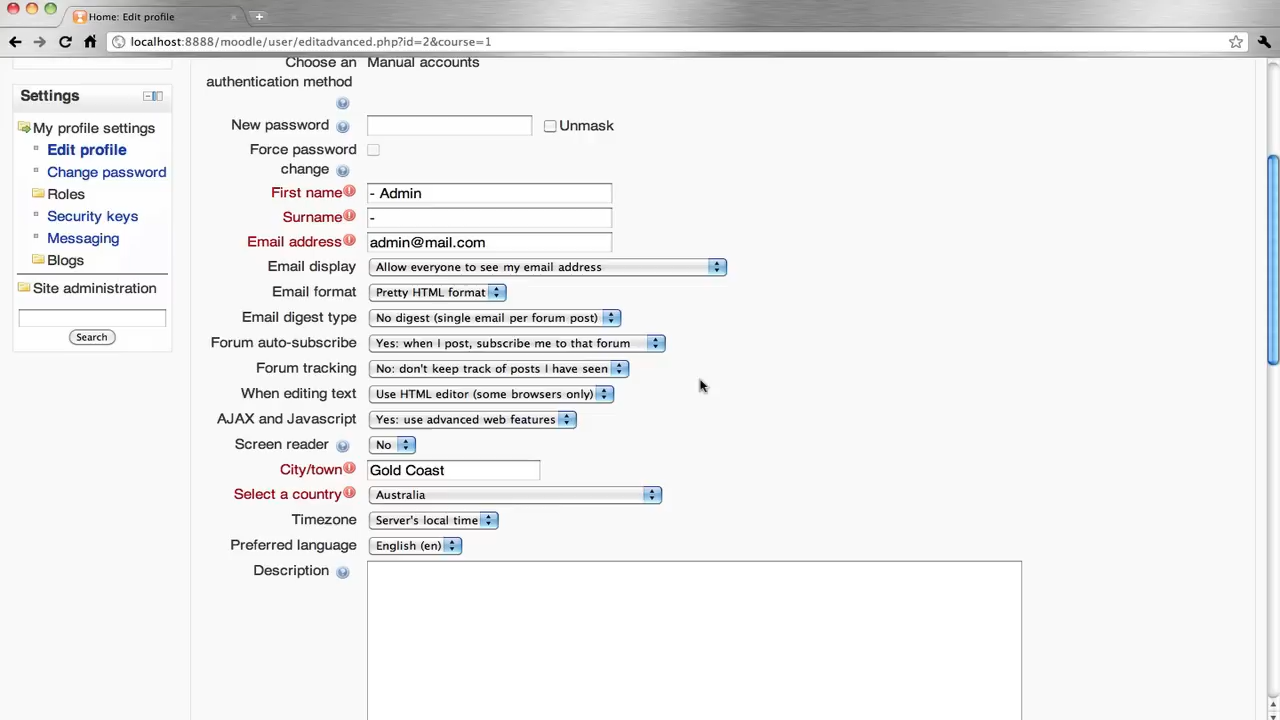 Home: Edit profile
localhost:8888/moodle/user/editadvanced.php?id=2&course=1
Settings
My profile settings
Edit profile
Change password
Roles
Security keys
Messaging
Blogs
Site administration
Search
Choose an authentication method Manual accounts
New password Unmask
Force password change
First name - Admin
Surname -
Email address admin@mail.com
Email display Allow everyone to see my email address
Email format Pretty HTML format
Email digest type No digest (single email per forum post)
Forum auto-subscribe Yes: when I post, subscribe me to that forum
Forum tracking No: don't keep track of posts I have seen
When editing text Use HTML editor (some browsers only)
AJAX and Javascript Yes: use advanced web features
Screen reader No
City/town Gold Coast
Select a country Australia
Timezone Server's local time
Preferred language English (en)
Description